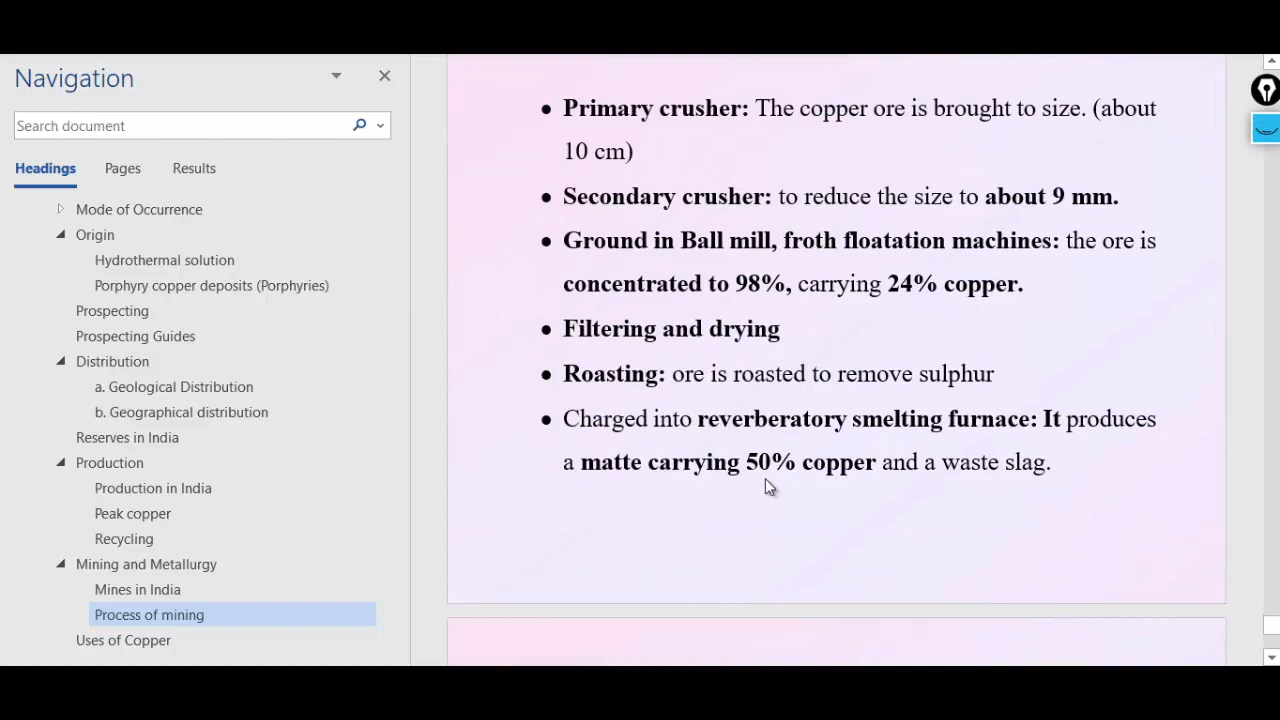 Navigation
Search document
Headings Pages Results
Mode of Occurrence
Origin
Hydrothermal solution
Porphyry copper deposits (Porphyries)
Prospecting
Prospecting Guides
Distribution
a. Geological Distribution
b. Geographical distribution
Reserves in India
Production
Production in India
Peak copper
Recycling
Mining and Metallurgy
Mines in India
Process of mining
Uses of Copper
• Primary crusher: The copper ore is brought to size. (about
10 cm)
• Secondary crusher: to reduce the size to about 9 mm.
• Ground in Ball mill, froth floatation machines: the ore is
concentrated to 98%, carrying 24% copper.
• Filtering and drying
• Roasting: ore is roasted to remove sulphur
• Charged into reverberatory smelting furnace: It produces
a matte carrying 50% copper and a waste slag.